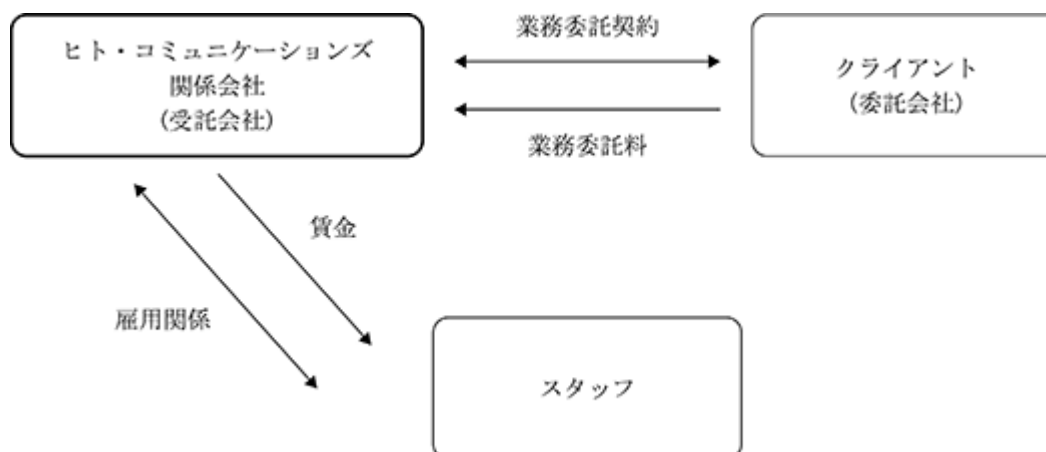 ヒト・コミュニケーションズ
関係会社
(受託会社)
業務委託契約
業務委託料
クライアント
(委託会社)
賃金
雇用関係
スタッフ